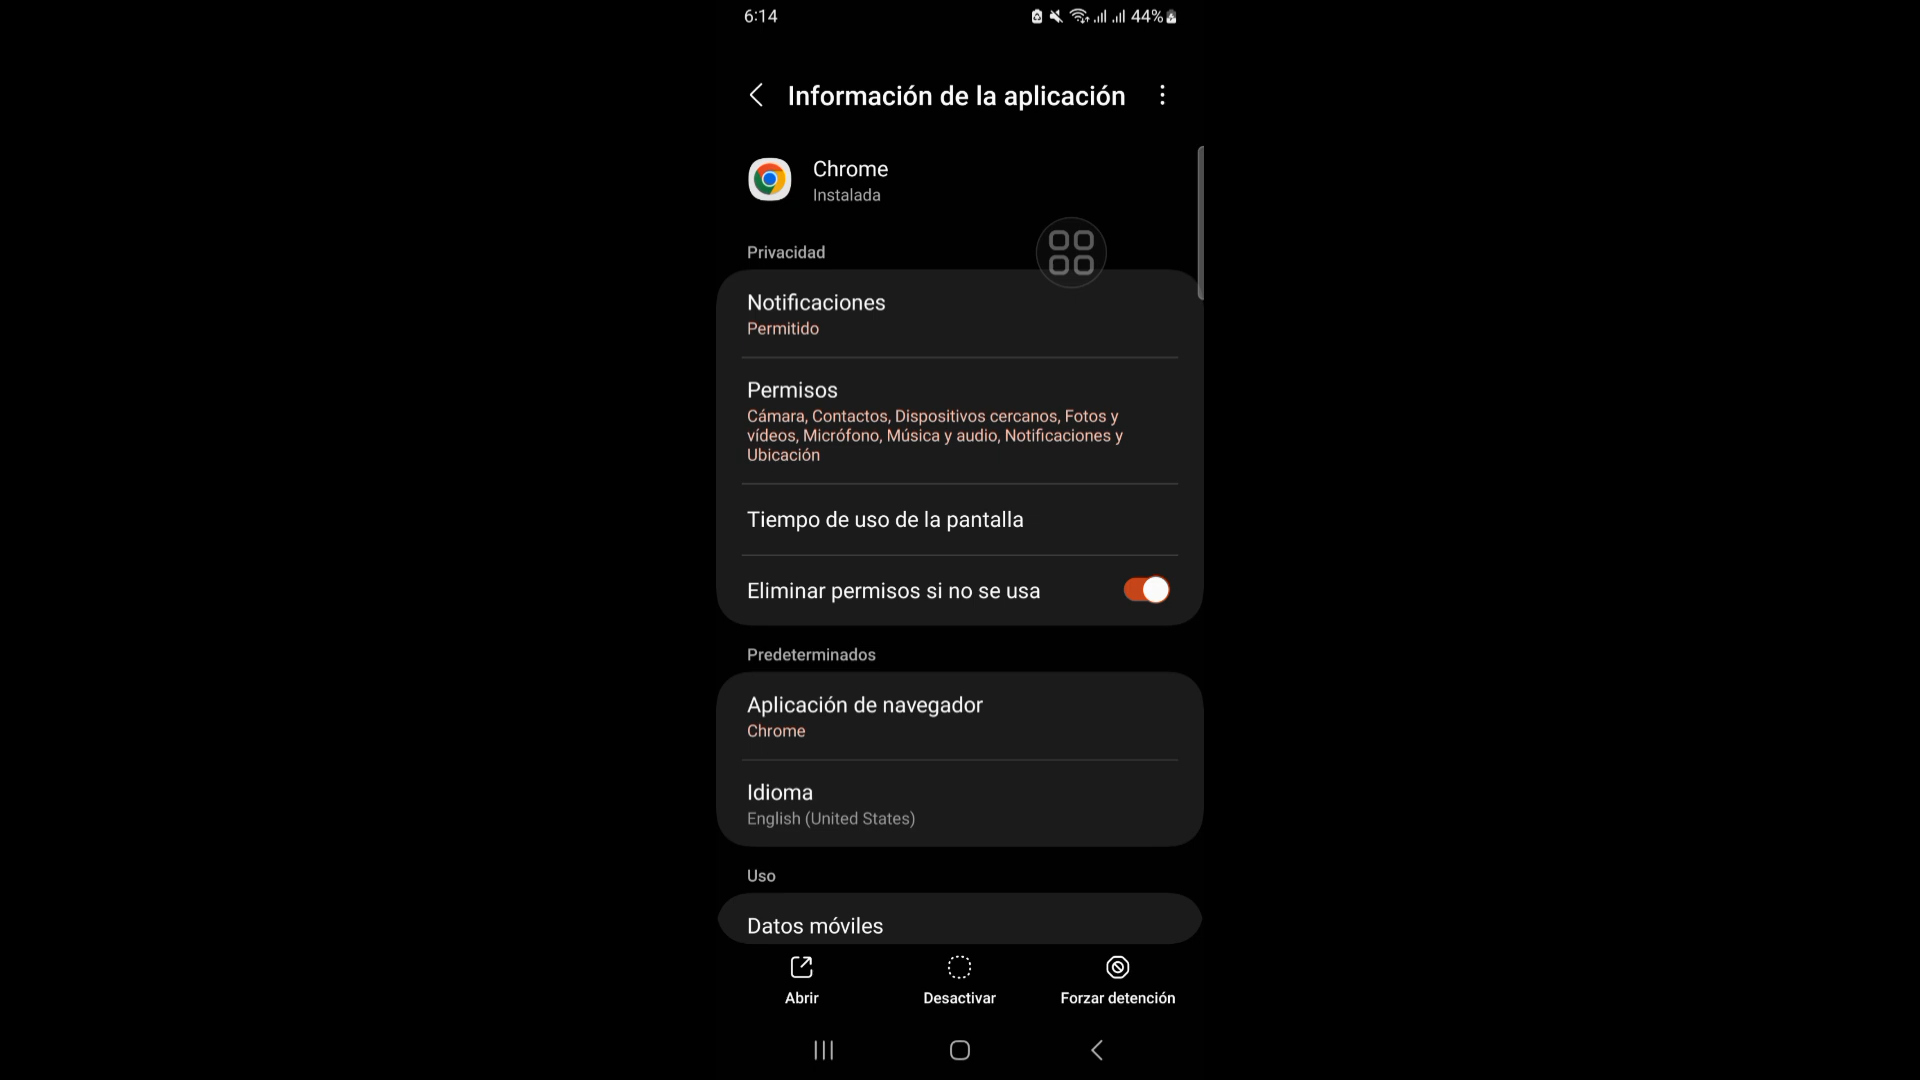 6:14
44%
Información de la aplicación
Chrome
Instalada
Privacidad
Notificaciones
Permitido
Permisos
Cámara, Contactos, Dispositivos cercanos, Fotos y
vídeos, Micrófono, Música y audio, Notificaciones y
Ubicación
Tiempo de uso de la pantalla
Eliminar permisos si no se usa
Predeterminados
Aplicación de navegador
Chrome
Idioma
English (United States)
Uso
Datos móviles
Abrir
Desactivar
Forzar detención